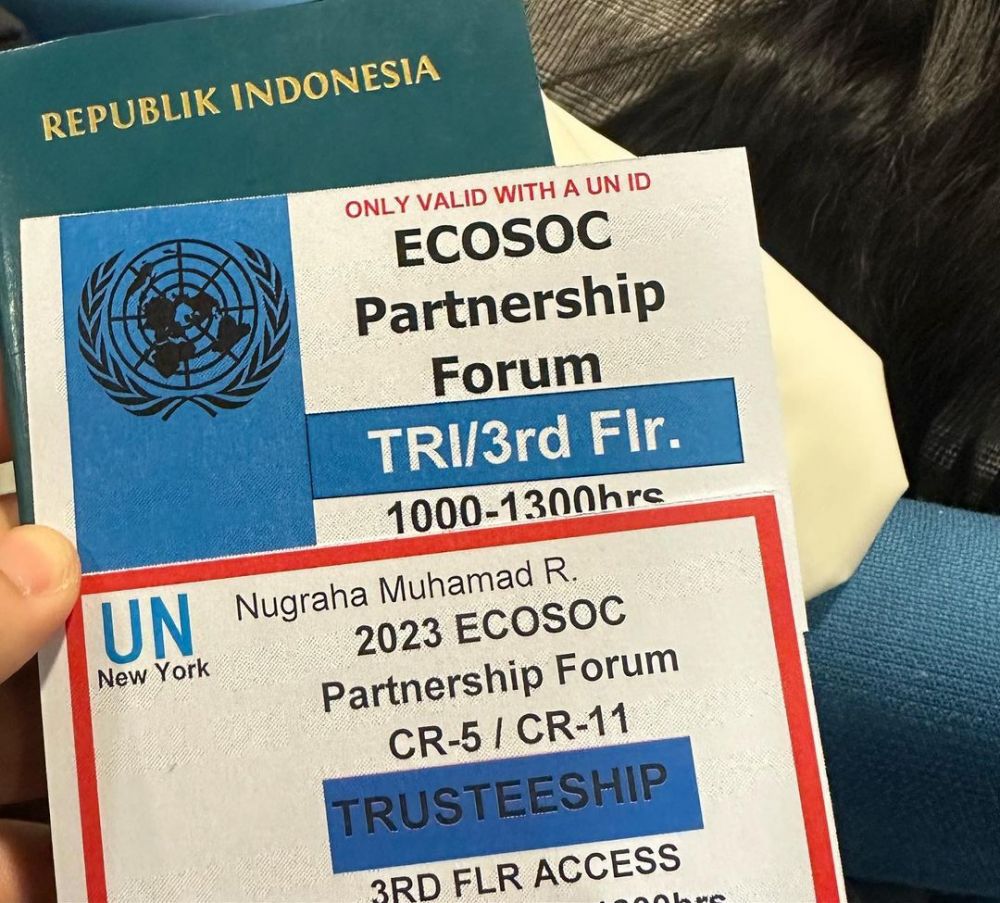 REPUBLIK INDONESIA
ONLY VALID WITH A UN ID
ECOSOC
Partnership
Forum
TRI/3rd Flr.
1000-1300hrs
UN
New York
Nugraha Muhamad R.
2023 ECOSOC
Partnership Forum
CR-5 / CR-11
TRUSTEESHIP
3RD FLR ACCESS